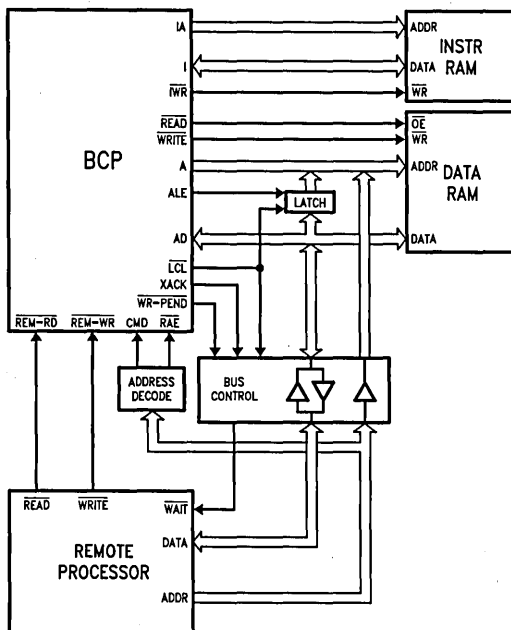 IA
ADDR
INSTR
RAM
I
DATA
IWR
WR
READ
OE
WRITE
WR
BCP
A
ADDR
DATA
RAM
ALE
LATCH
AD
DATA
LCL
XACK
WR-PEND
REM-RD
REM-WR
CMD
RAE
ADDRESS
DECODE
BUS
CONTROL
READ
WRITE
WAIT
DATA
REMOTE
PROCESSOR
ADDR